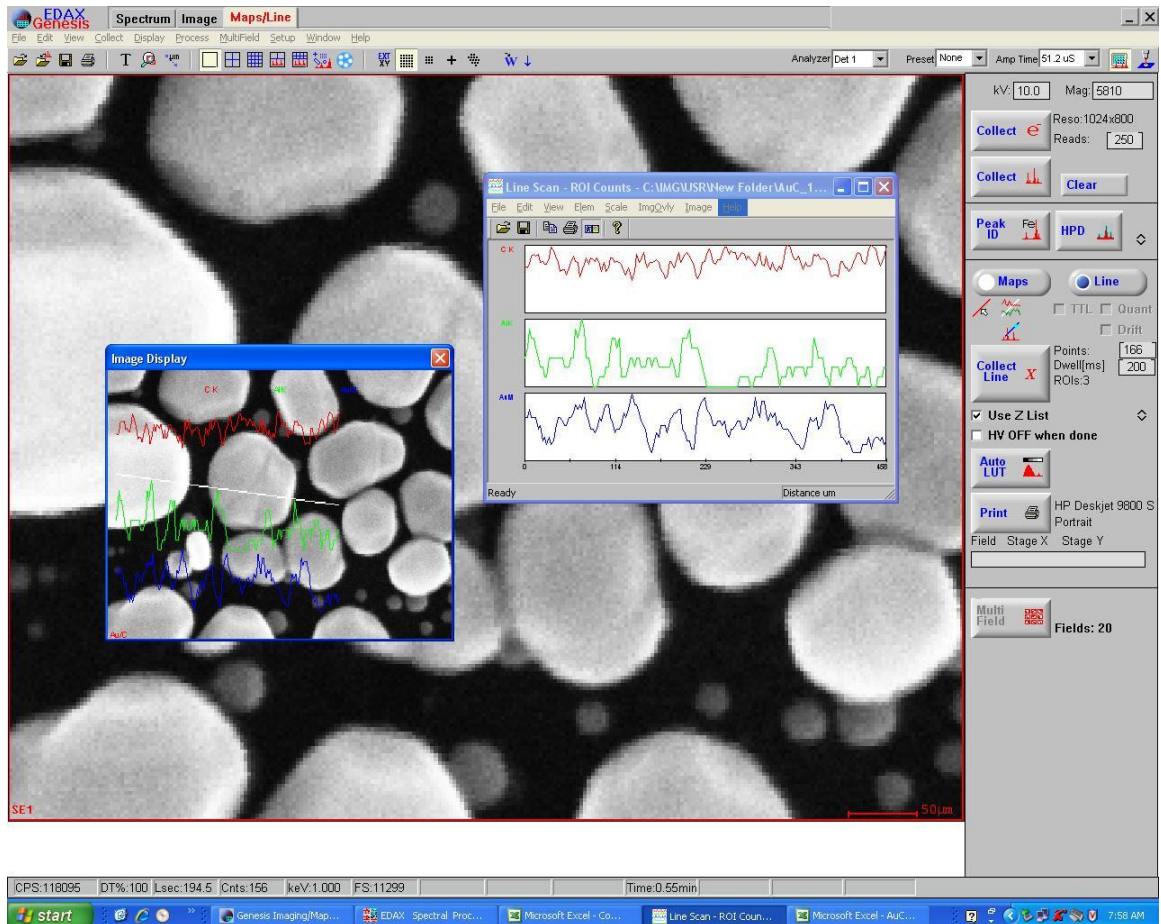 EDAX Genesis Spectrum Image Maps/Line
File Edit View Collect Display Process MultiField Setup Window Help
Analyzer Det 1 Preset None Amp Time 51.2 uS
kV: 10.0 Mag: 5810
Collect e- Reso:1024x800
Reads: 250
Collect Clear
Peak ID Fe HPD
Maps Line
TTL Quant
Drift
Collect Line X
Points: 166
Dwell[ms] 200
ROIs:3
Use Z List
HV OFF when done
Auto LUT
Print HP Deskjet 9800 S
Portrait
Field Stage X Stage Y
Multi Field Fields: 20
Line Scan - ROI Counts - C:\IMG\USR\New Folder\AuC_1...
File Edit View Elem Scale ImgOvly Image Help
C K
AlK
AuM
0 114 229 343 458
Ready Distance um
Image Display
C K AlK
Au/C
SE1 50µm
CPS:118095 DT%:100 Lsec:194.5 Cnts:156 keV:1.000 FS:11299 Time:0.55min
start Genesis Imaging/Map... EDAX Spectral Proc... Microsoft Excel - Co... Line Scan - ROI Coun... Microsoft Excel - AuC... 7:58 AM